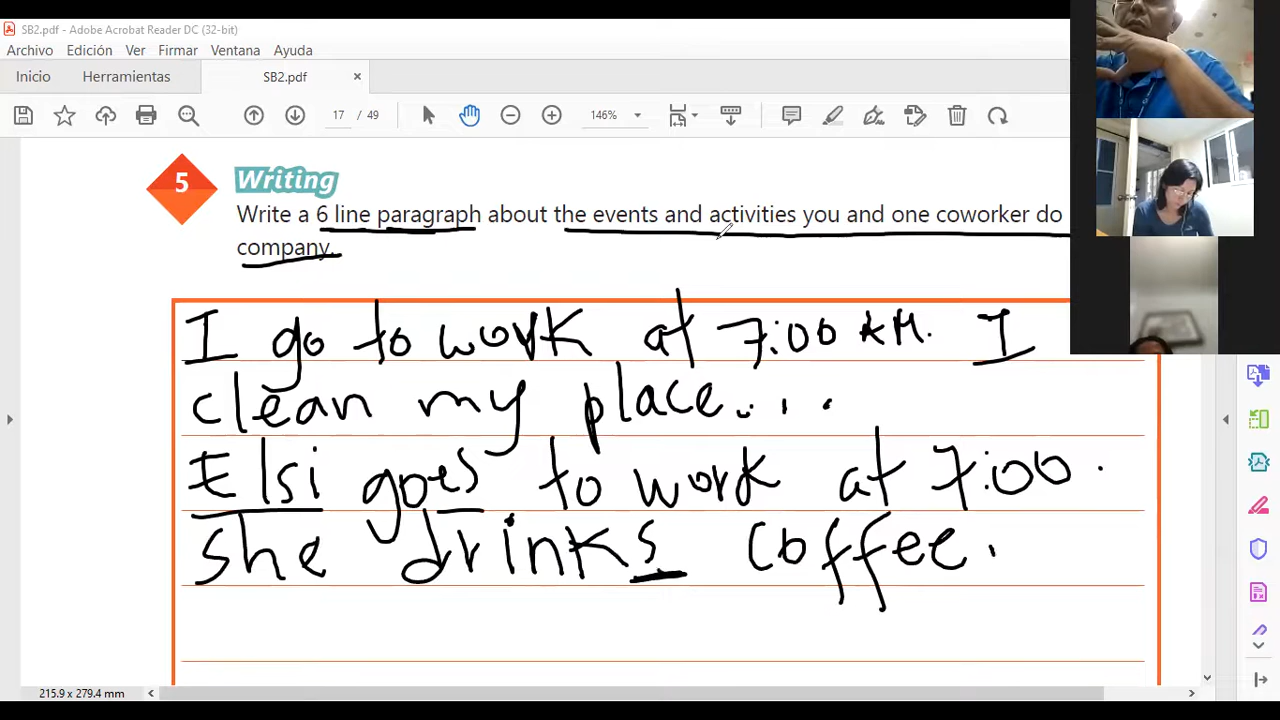 SB2.pdf - Adobe Acrobat Reader DC (32-bit)
Archivo Edición Ver Firmar Ventana Ayuda
Inicio Herramientas SB2.pdf ×
17 / 49 146%
5 Writing
Write a 6 line paragraph about the events and activities you and one coworker do
company.
I go to work at 7:00 AM. I
clean my place...
Elsi goes to work at 7:00.
She drinks coffee.
215.9 x 279.4 mm